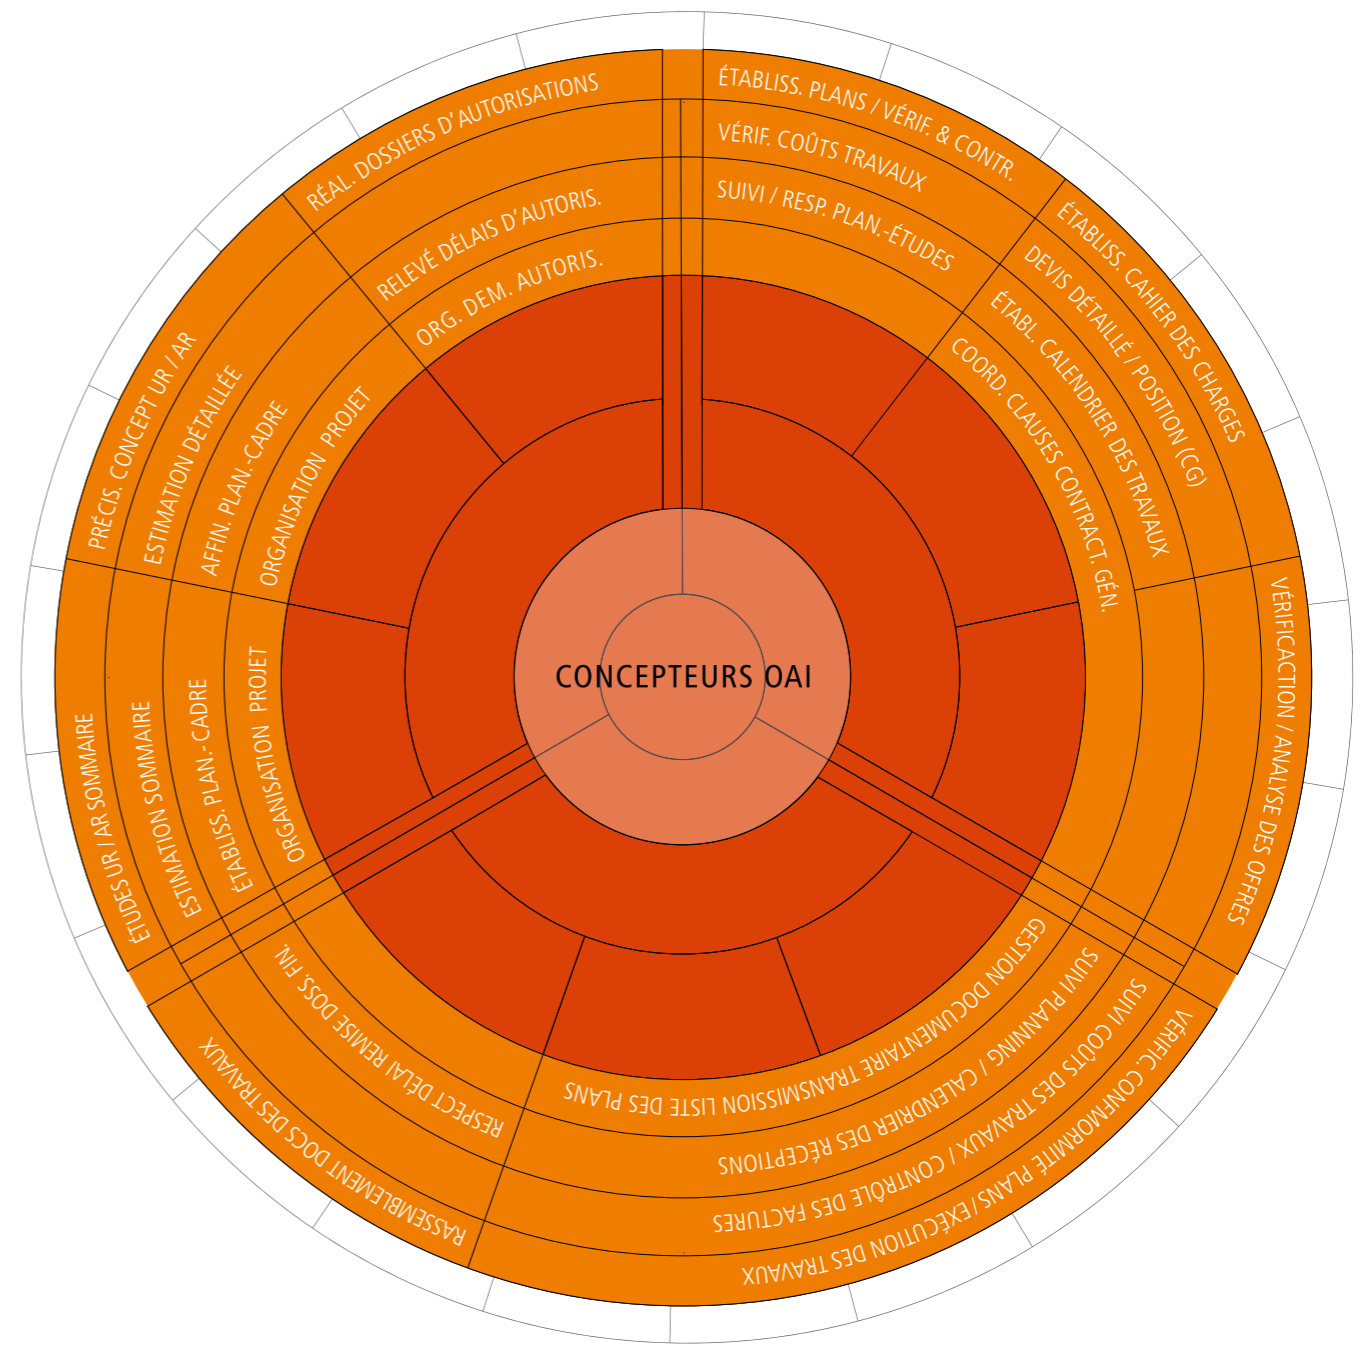 RÉAL. DOSSIERS D'AUTORISATIONS
RELEVÉ DÉLAIS D'AUTORIS.
ORG. DEM. AUTORIS.
ÉTABLISS. PLANS / VÉRIF. & CONTR.
VÉRIF. COÛTS TRAVAUX
SUIVI / RESP. PLAN.-ÉTUDES
ÉTABLISS. CAHIER DES CHARGES
DEVIS DÉTAILLÉ / POSITION (CG)
ÉTABL. CALENDRIER DES TRAVAUX
COORD. CLAUSES CONTRACT. GÉN.
VÉRIFICACTION / ANALYSE DES OFFRES
VÉRIFIC. CONFMORMITÉ PLANS / EXÉCUTION DES TRAVAUX
SUIVI COÛTS DES TRAVAUX / CONTRÔLE DES FACTURES
SUIVI PLANNING / CALENDRIER DES RÉCEPTIONS
GESTION DOCUMENTAIRE TRANSMISSION LISTE DES PLANS
RASSEMBLEMENT DOCS DES TRAVAUX
RESPECT DÉLAI REMISE DOSS. FIN.
ÉTUDES UR / AR SOMMAIRE
ESTIMATION SOMMAIRE
ÉTABLISS. PLAN.- CADRE
ORGANISATION PROJET
PRÉCIS. CONCEPT UR / AR
ESTIMATION DÉTAILLÉE
AFFIN. PLAN.-CADRE
ORGANISATION PROJET
CONCEPTEURS OAI